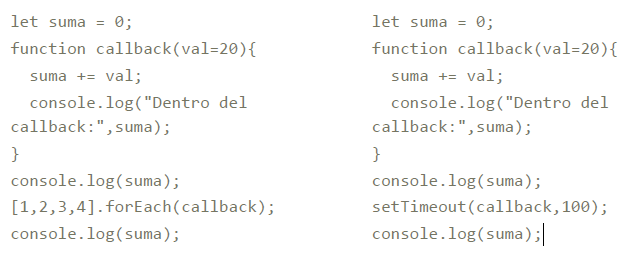 let suma = 0;
function callback(val=20){
  suma += val;
  console.log("Dentro del
callback:",suma);
}
console.log(suma);
[1,2,3,4].forEach(callback);
console.log(suma);
let suma = 0;
function callback(val=20){
  suma += val;
  console.log("Dentro del
callback:",suma);
}
console.log(suma);
setTimeout(callback,100);
console.log(suma);